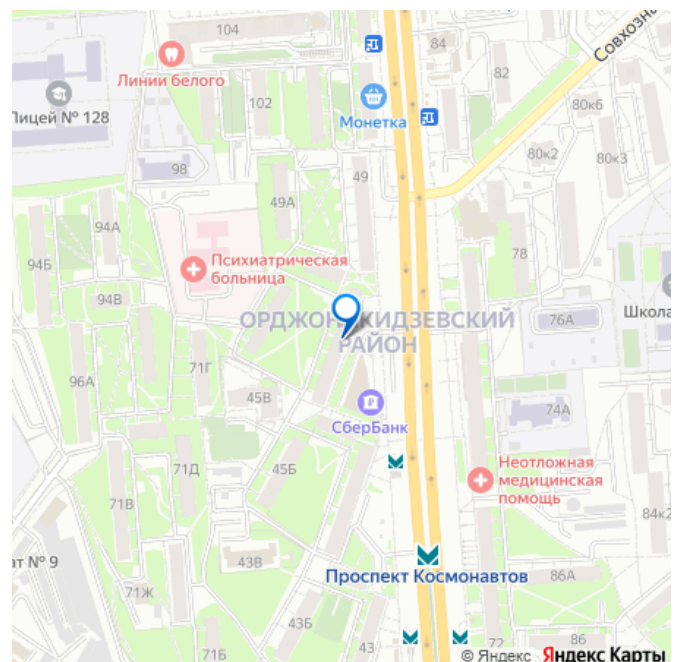 104
84
Совхозна
82
Линии белого
102
Монетка
80к6
Лицей № 128
80к2
80к3
98
49
49А
94А
78
94Б
Психиатрическая
больница
94В
ОРДЖОНИКИДЗЕВСКИЙ
РАЙОН
76А
Школа
71Г
96А
45В
СберБанк
74А
45Б
71Д
Неотложная
медицинская
помощь
71В
84к2
43В
ат № 9
Проспект Космонавтов
86А
71Ж
71Б
43
72
86
© Яндекс Яндекс Карты